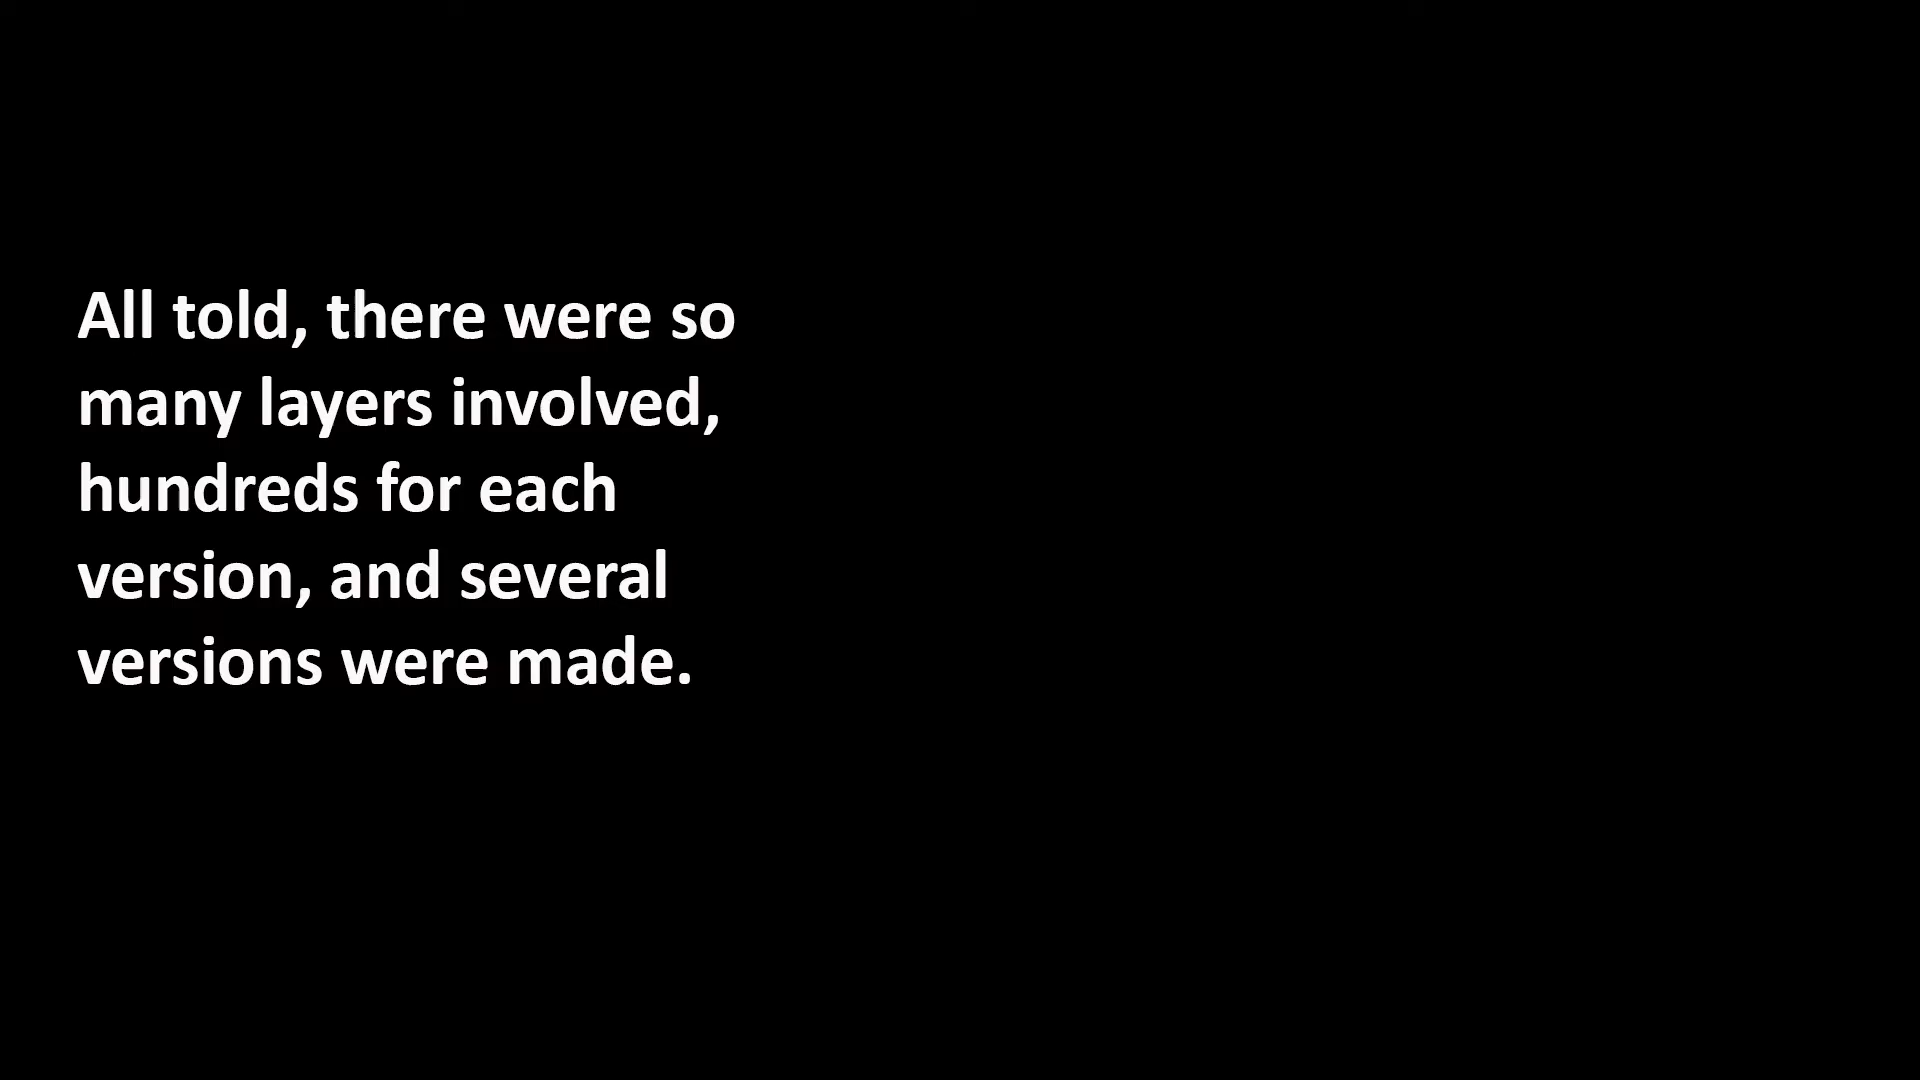 All told, there were so
many layers involved,
hundreds for each
version, and several
versions were made.